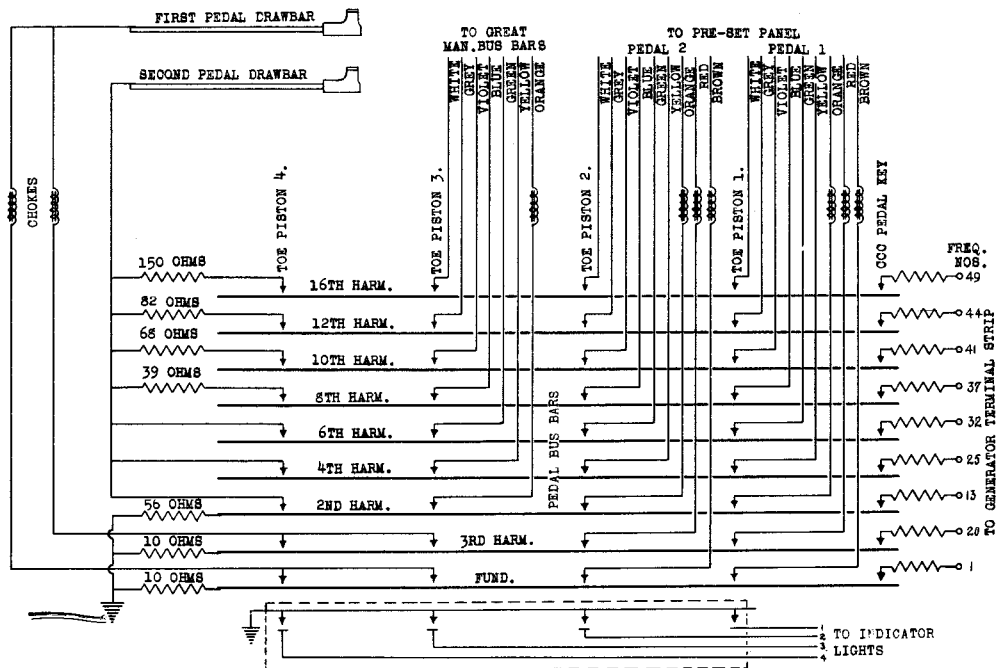 FIRST PEDAL DRAWBAR
SECOND PEDAL DRAWBAR
TO GREAT
MAN. BUS BARS
TO PRE-SET PANEL
PEDAL 2
PEDAL 1
WHITE
GREY
VIOLET
BLUE
GREEN
YELLOW
ORANGE
WHITE
GREY
VIOLET
BLUE
GREEN
YELLOW
ORANGE
RED
BROWN
WHITE
GREY
VIOLET
BLUE
GREEN
YELLOW
ORANGE
RED
BROWN
CHOKES
TOE PISTON 4.
TOE PISTON 3.
TOE PISTON 2.
TOE PISTON 1.
CCC PEDAL KEY
FREQ.
NOS.
150 OHMS
16TH HARM.
49
82 OHMS
12TH HARM.
44
68 OHMS
10TH HARM.
41
39 OHMS
8TH HARM.
37
6TH HARM.
32
4TH HARM.
25
2ND HARM.
13
56 OHMS
3RD HARM.
20
10 OHMS
FUND.
1
10 OHMS
PEDAL BUS BARS
TO GENERATOR TERMINAL STRIP
1
2 TO INDICATOR
3 LIGHTS
4